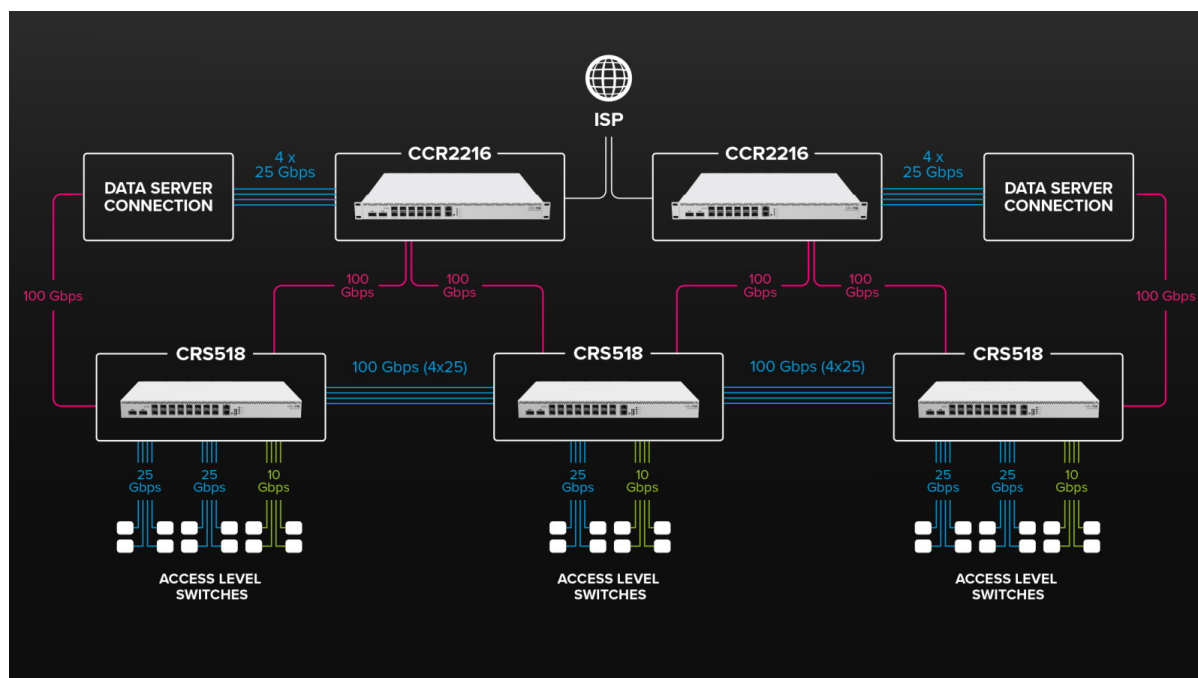 ISP
CCR2216
CCR2216
4 x
25 Gbps
4 x
25 Gbps
DATA SERVER
CONNECTION
DATA SERVER
CONNECTION
100 Gbps
100
Gbps
100
Gbps
100
Gbps
100
Gbps
100 Gbps
CRS518
CRS518
CRS518
100 Gbps (4x25)
100 Gbps (4x25)
25
Gbps
25
Gbps
10
Gbps
25
Gbps
10
Gbps
25
Gbps
25
Gbps
10
Gbps
ACCESS LEVEL
SWITCHES
ACCESS LEVEL
SWITCHES
ACCESS LEVEL
SWITCHES